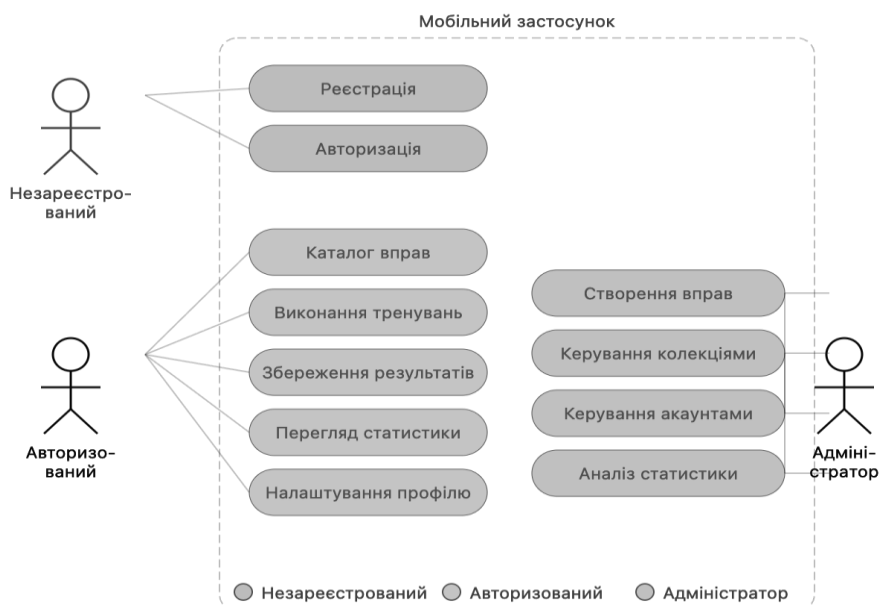 Мобільний застосунок
Реєстрація
Авторизація
Незареєстро-
ваний
Каталог вправ
Виконання тренувань
Збереження результатів
Перегляд статистики
Налаштування профілю
Авторизо-
ваний
Створення вправ
Керування колекціями
Керування акаунтами
Аналіз статистики
Адміні-
стратор
Незареєстрований
Авторизований
Адміністратор